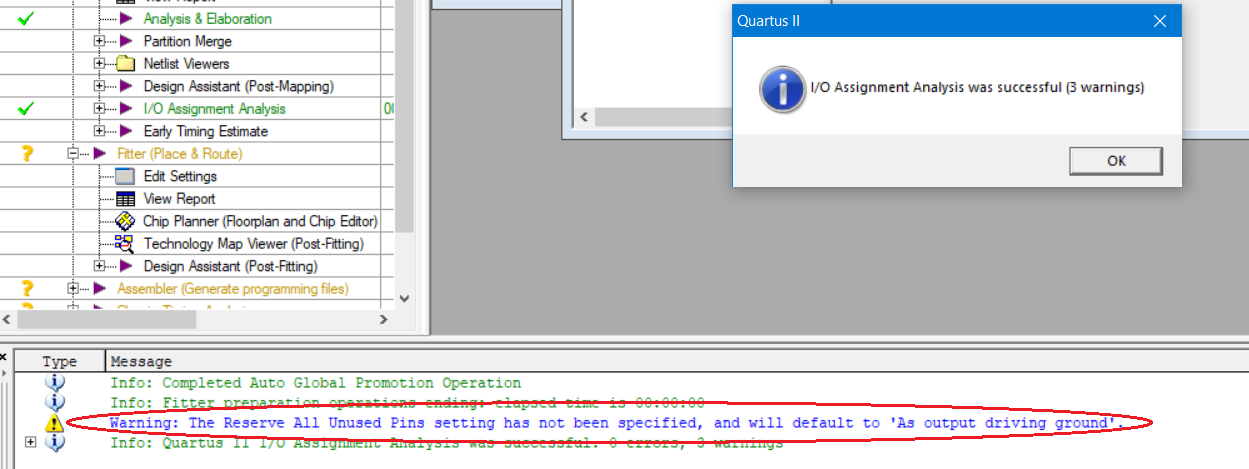 View Report
Analysis & Elaboration
Partition Merge
Netlist Viewers
Design Assistant (Post-Mapping)
I/O Assignment Analysis
Early Timing Estimate
Fitter (Place & Route)
Edit Settings
View Report
Chip Planner (Floorplan and Chip Editor)
Technology Map Viewer (Post-Fitting)
Design Assistant (Post-Fitting)
Assembler (Generate programming files)
Quartus II
I/O Assignment Analysis was successful (3 warnings)
OK
Type Message
Info: Completed Auto Global Promotion Operation
Info: Fitter preparation operations ending: elapsed time is 00:00:00
Warning: The Reserve All Unused Pins setting has not been specified, and will default to 'As output driving ground'.
Info: Quartus II I/O Assignment Analysis was successful. 0 errors, 3 warnings